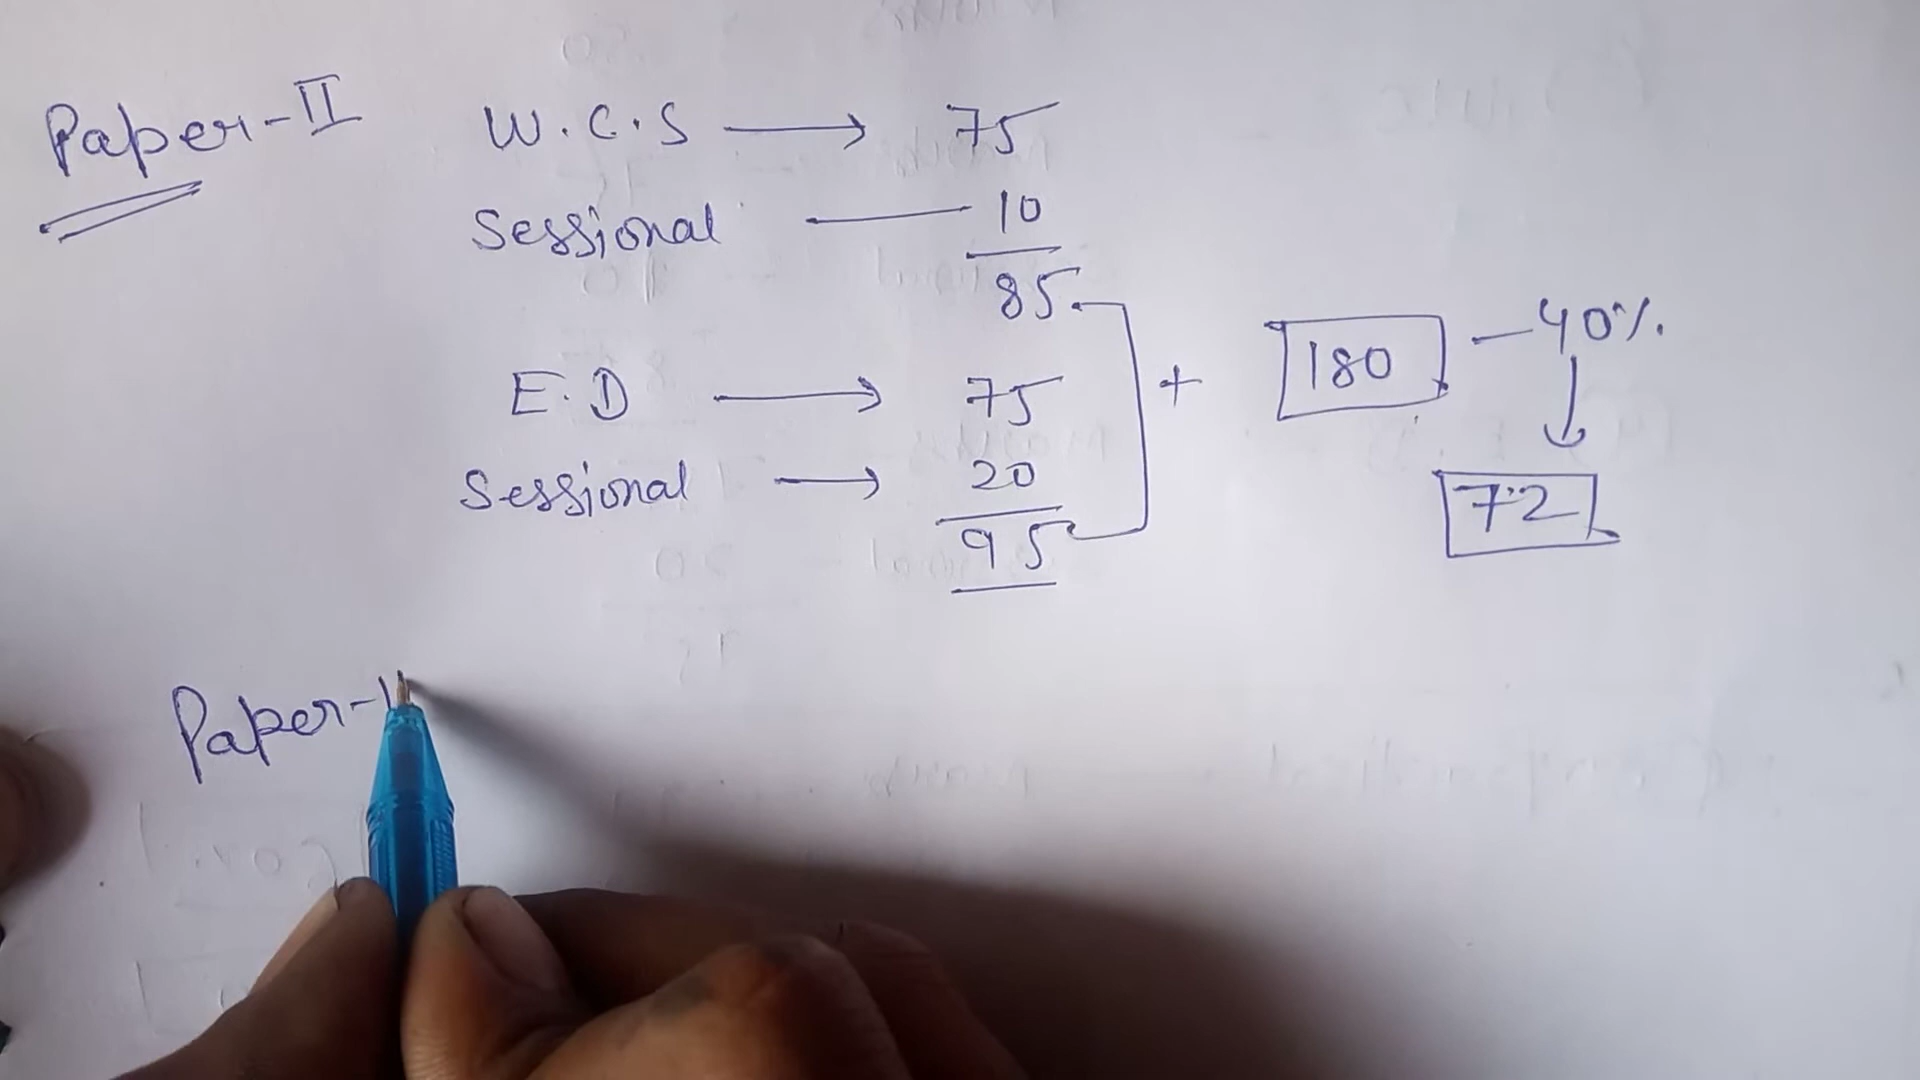 Paper-II W.C.S → 75
Sessional — 10
85
E.D → 75
+ 180 — 40%
Sessional → 20
72
95
Paper-